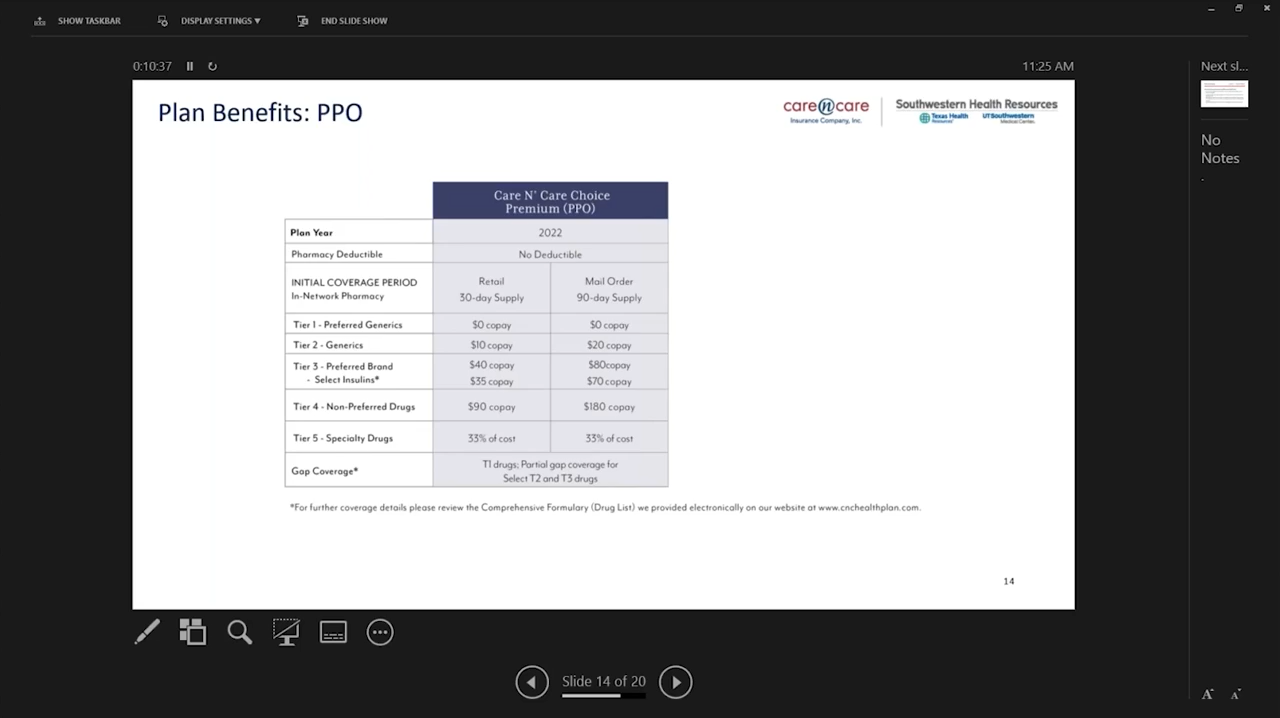 SHOW TASKBAR
DISPLAY SETTINGS ▼
END SLIDE SHOW
0:10:37
11:25 AM
Next sl...
Plan Benefits: PPO
care n care
Insurance Company, Inc.
Southwestern Health Resources
Texas Health
Resources
UTSouthwestern
Medical Center
No
Notes
.
Care N' Care Choice
Premium (PPO)
Plan Year
2022
Pharmacy Deductible
No Deductible
INITIAL COVERAGE PERIOD
In-Network Pharmacy
Retail
30-day Supply
Mail Order
90-day Supply
Tier 1 - Preferred Generics
$0 copay
$0 copay
Tier 2 - Generics
$10 copay
$20 copay
Tier 3 - Preferred Brand
- Select Insulins*
$40 copay
$35 copay
$80copay
$70 copay
Tier 4 - Non-Preferred Drugs
$90 copay
$180 copay
Tier 5 - Specialty Drugs
33% of cost
33% of cost
Gap Coverage*
T1 drugs; Partial gap coverage for
Select T2 and T3 drugs
*For further coverage details please review the Comprehensive Formulary (Drug List) we provided electronically on our website at www.cnchealthplan.com.
14
Slide 14 of 20
A
A